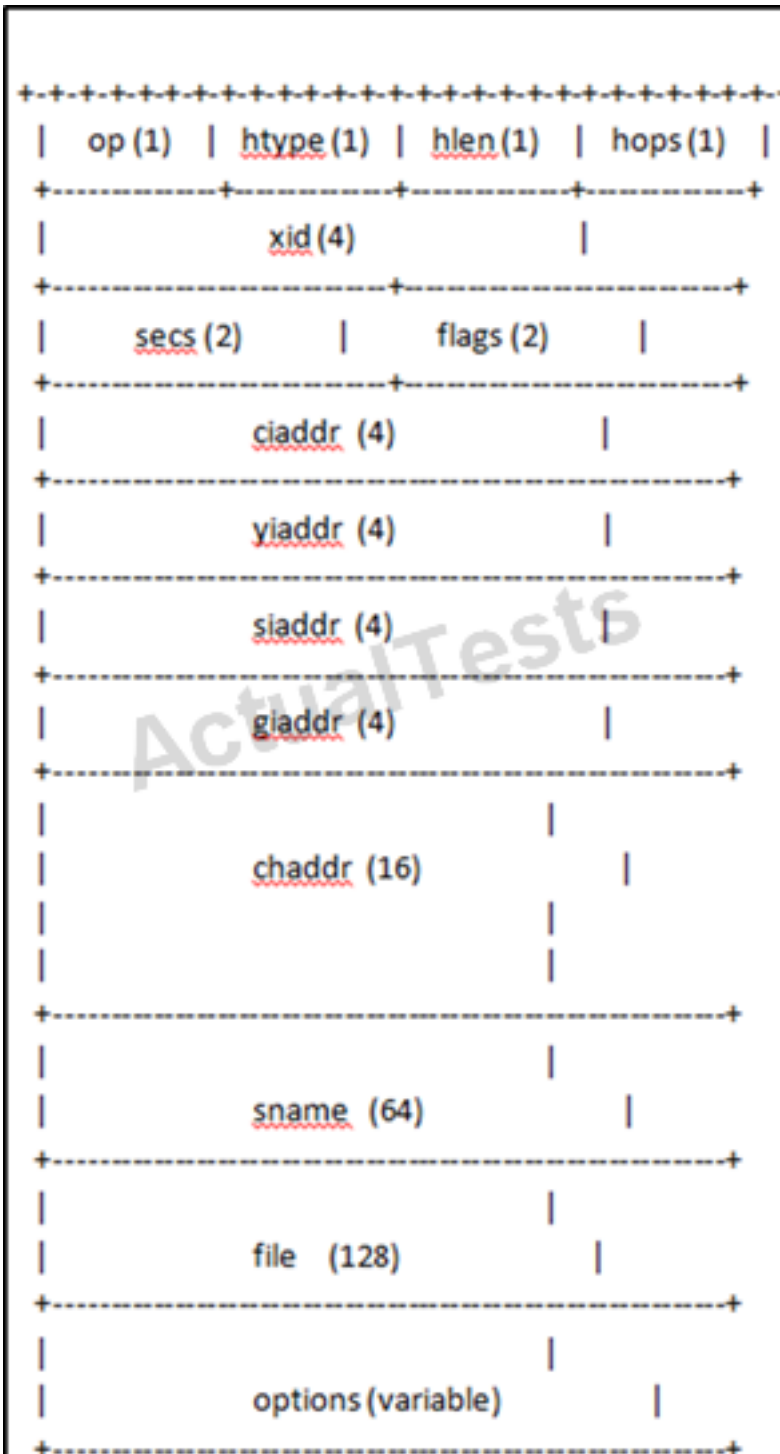 +-+-+-+-+-+-+-+-+-+-+-+-+-+-+-+-+-+-+-+-+-+-+-+-+-+-+-
| op (1) | htype (1) | hlen (1) | hops (1) |
+---------------+---------------+---------------+---------------+
| xid (4) |
+-------------------------------+-------------------------------+
| secs (2) | flags (2) |
+-------------------------------+-------------------------------+
| ciaddr (4) |
+---------------------------------------------------------------+
| yiaddr (4) |
+---------------------------------------------------------------+
| siaddr (4) |
+---------------------------------------------------------------+
ActualTests
| giaddr (4) |
+---------------------------------------------------------------+
| |
| chaddr (16) |
| |
| |
+---------------------------------------------------------------+
| |
| sname (64) |
+---------------------------------------------------------------+
| |
| file (128) |
+---------------------------------------------------------------+
| |
| options (variable) |
+---------------------------------------------------------------+